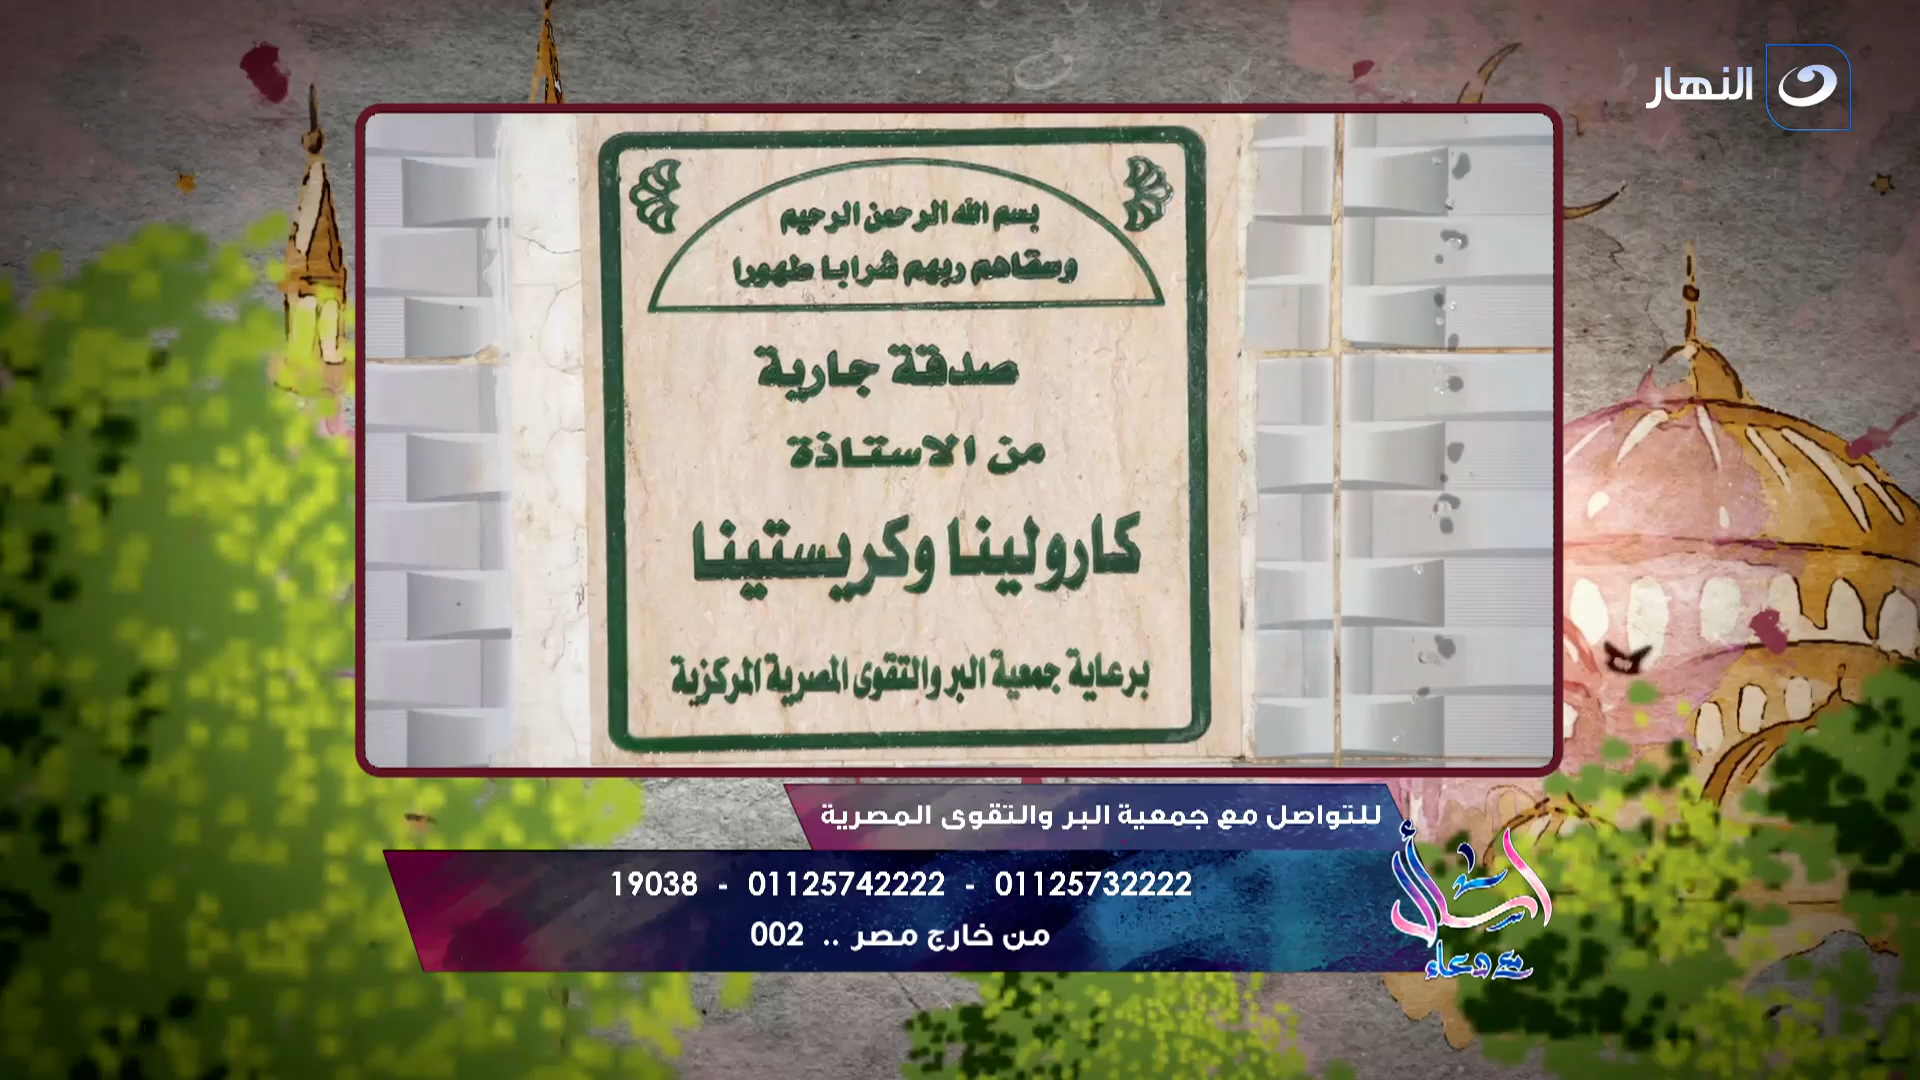 النهار
بسم الله الرحمن الرحيم
وسقاهم ربهم شرابا طهورا
صدقة جارية
من الاستاذة
كارولينا وكريستينا
برعاية جمعية البر والتقوى المصرية المركزية
للتواصل مع جمعية البر والتقوى المصرية
19038 - 01125742222 - 01125732222
من خارج مصر .. 002
اسأل
مع دعاء